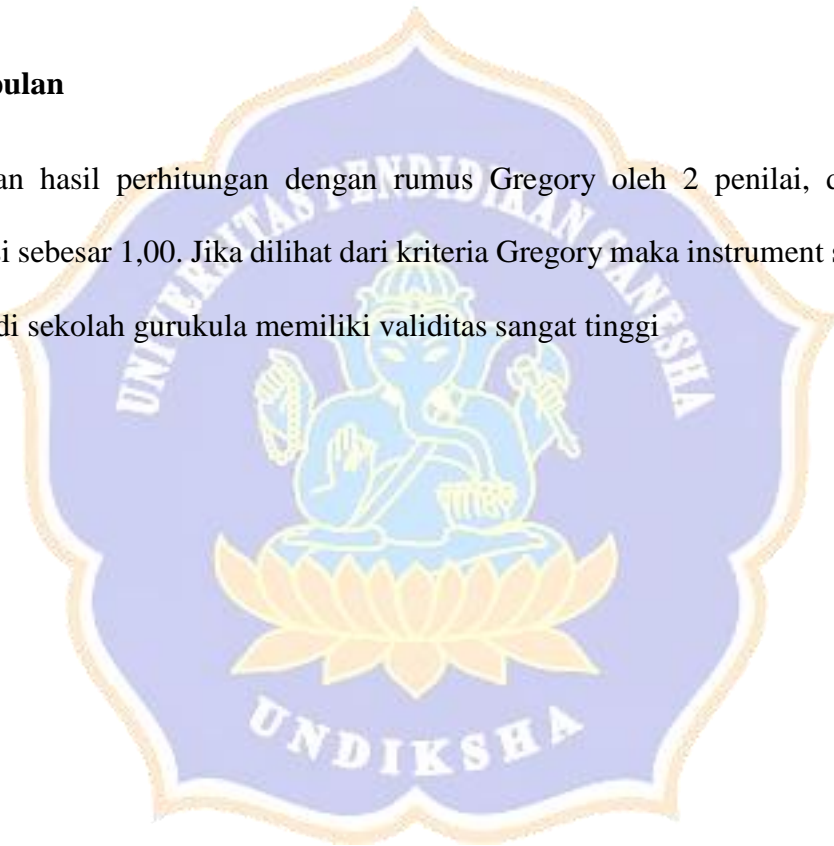 pulan
an hasil perhitungan dengan rumus Gregory oleh 2 penilai, d
si sebesar 1,00. Jika dilihat dari kriteria Gregory maka instrument s
di sekolah gurukula memiliki validitas sangat tinggi
UNIVERSITAS PENDIDIKAN GANESHA
UNDIKSHA